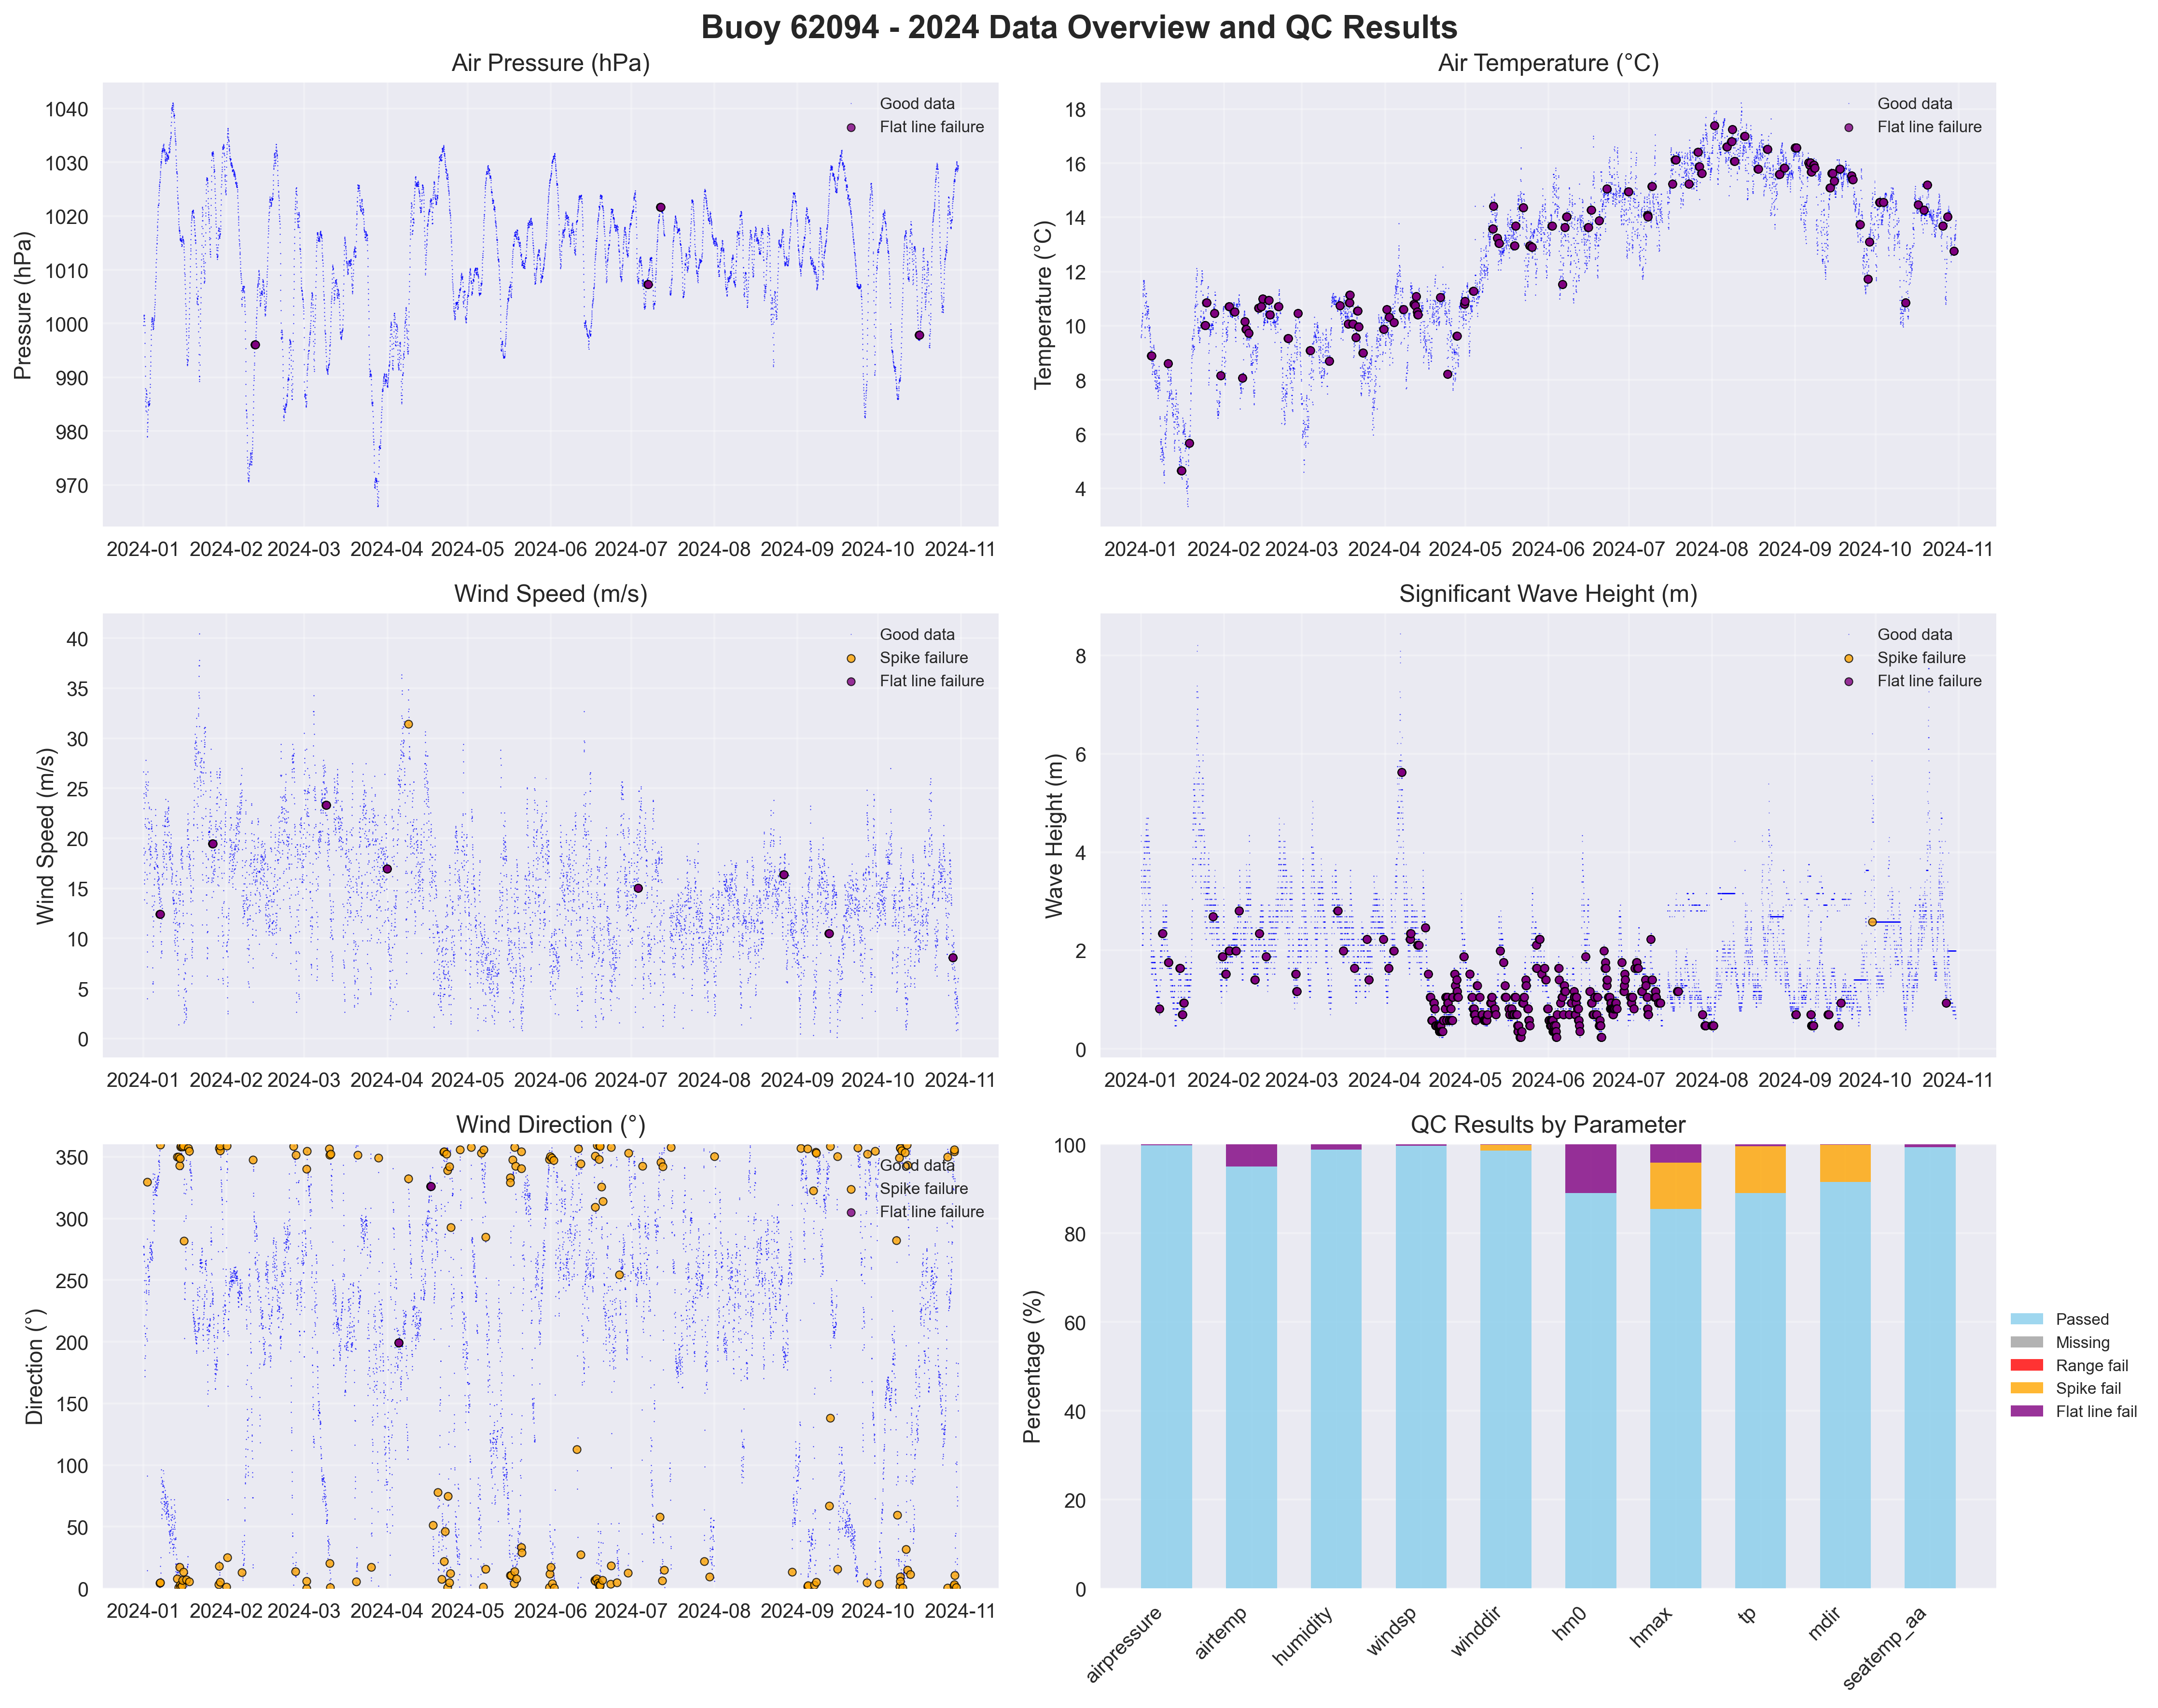 Buoy 62094 - 2024 Data Overview and QC Results
Air Pressure (hPa)
Pressure (hPa)
1040
1030
1020
1010
1000
990
980
970
Good data
Flat line failure
2024-01 2024-02 2024-03 2024-04 2024-05 2024-06 2024-07 2024-08 2024-09 2024-10 2024-11
Air Temperature (°C)
Temperature (°C)
18
16
14
12
10
8
6
4
Good data
Flat line failure
2024-01 2024-02 2024-03 2024-04 2024-05 2024-06 2024-07 2024-08 2024-09 2024-10 2024-11
Wind Speed (m/s)
Wind Speed (m/s)
40
35
30
25
20
15
10
5
0
Good data
Spike failure
Flat line failure
2024-01 2024-02 2024-03 2024-04 2024-05 2024-06 2024-07 2024-08 2024-09 2024-10 2024-11
Significant Wave Height (m)
Wave Height (m)
8
6
4
2
0
Good data
Spike failure
Flat line failure
2024-01 2024-02 2024-03 2024-04 2024-05 2024-06 2024-07 2024-08 2024-09 2024-10 2024-11
Wind Direction (°)
Direction (°)
350
300
250
200
150
100
50
0
Good data
Spike failure
Flat line failure
2024-01 2024-02 2024-03 2024-04 2024-05 2024-06 2024-07 2024-08 2024-09 2024-10 2024-11
QC Results by Parameter
Percentage (%)
100
80
60
40
20
0
airpressure
airtemp
humidity
windsp
winddir
hm0
hmax
tp
mdir
seatemp_aa
Passed
Missing
Range fail
Spike fail
Flat line fail